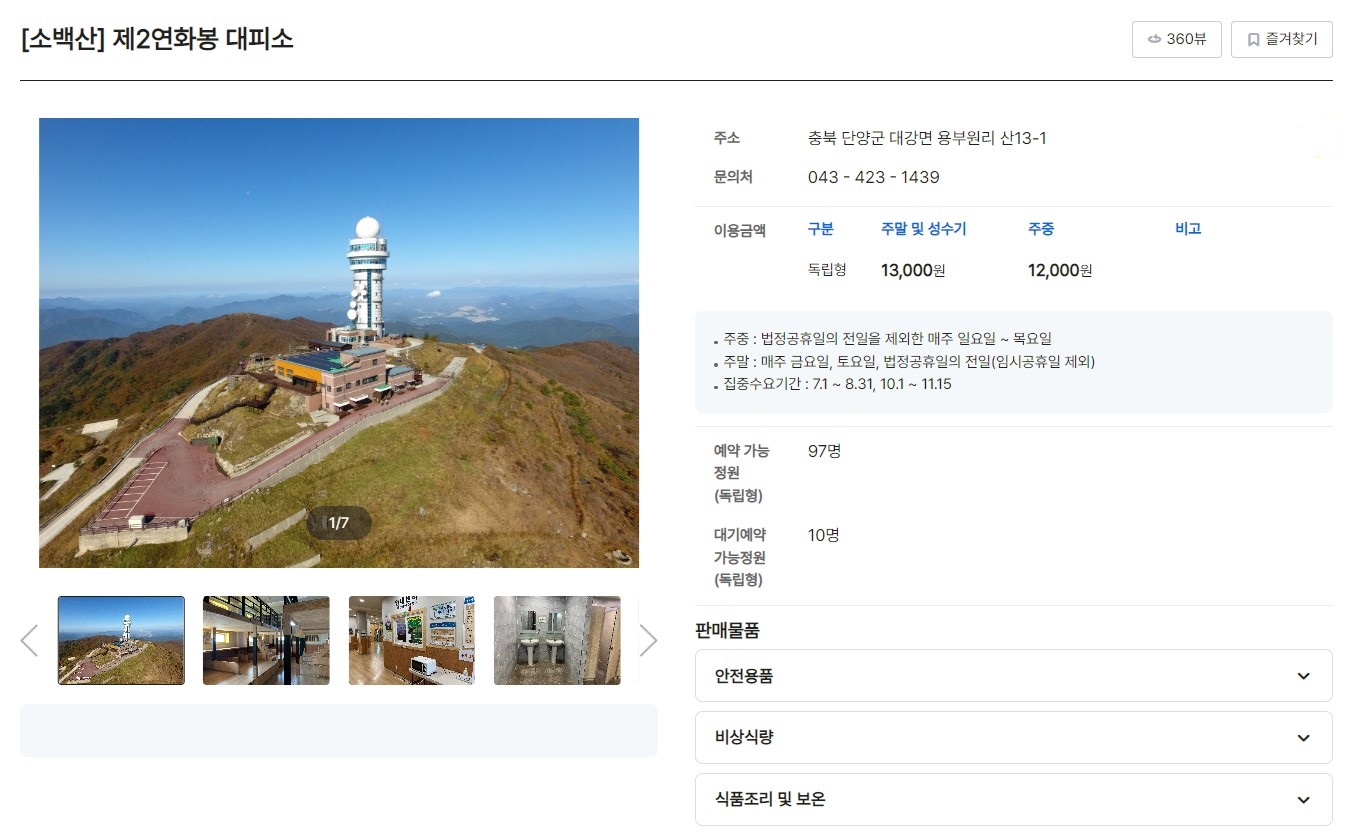 [소백산] 제2연화봉 대피소
360뷰
즐겨찾기
1/7
주소 충북 단양군 대강면 용부원리 산13-1
문의처 043 - 423 - 1439
이용금액 구분 주말 및 성수기 주중 비고
독립형 13,000원 12,000원
주중 : 법정공휴일의 전일을 제외한 매주 일요일 ~ 목요일
주말 : 매주 금요일, 토요일, 법정공휴일의 전일(임시공휴일 제외)
집중수요기간 : 7.1 ~ 8.31, 10.1 ~ 11.15
예약 가능 97명
정원
(독립형)
대기예약 10명
가능정원
(독립형)
판매물품
안전용품
비상식량
식품조리 및 보온